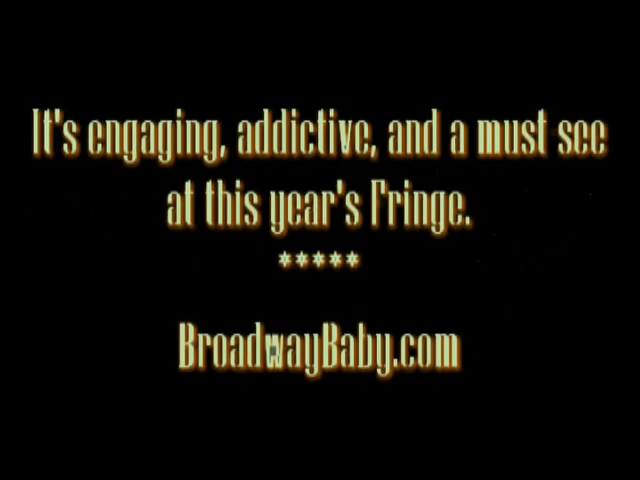 It's engaging, addictive, and a must see
at this year's Fringe.
*****
BroadwayBaby.com